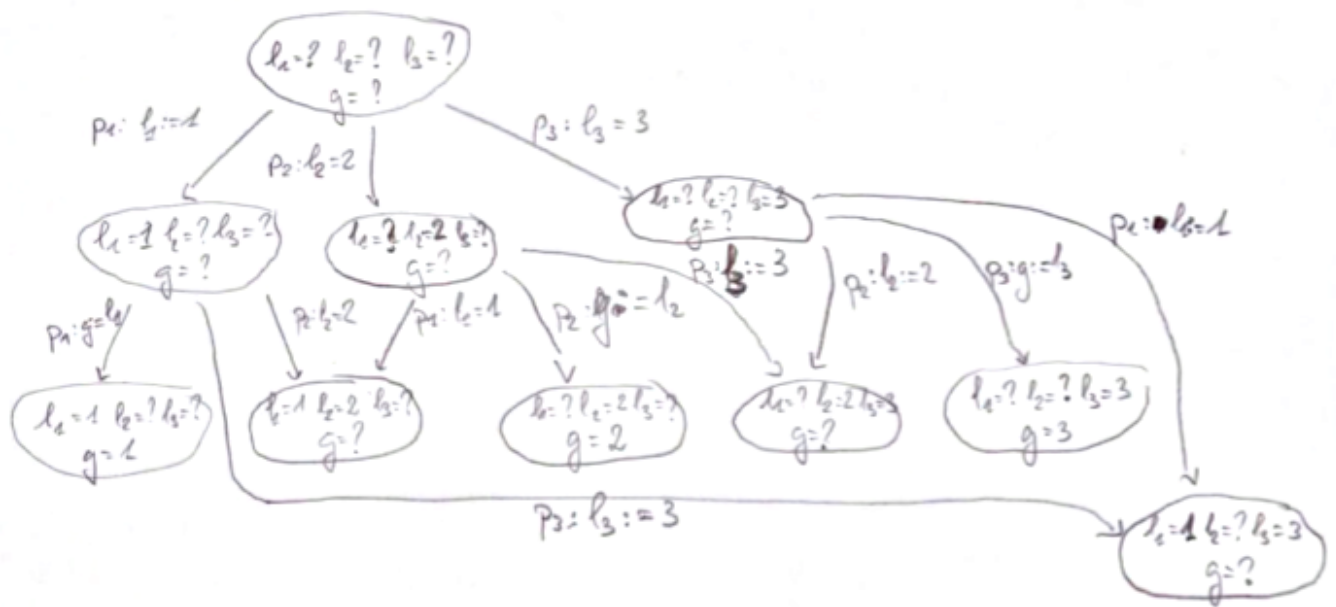 l₁=? l₂=? l₃=?
g=?
p₁: l₁:=1
p₂: l₂=2
p₃: l₃=3
l₁=1 l₂=? l₃=?
g=?
l₁=? l₂=2 l₃=?
g=?
l₁=? l₂=? l₃=3
g=?
p₁: g=l₁
p₂: l₂=2
p₁: l₁=1
p₂: g:=l₂
p₃: l₃:=3
p₂: l₂:=2
p₃: g:=l₃
p₁: l₁=1
l₁=1 l₂=? l₃=?
g=1
l₁=1 l₂=2 l₃=?
g=?
l₁=? l₂=2 l₃=?
g=2
l₁=? l₂=2 l₃=3
g=?
l₁=? l₂=? l₃=3
g=3
p₃: l₃:=3
l₁=1 l₂=? l₃=3
g=?